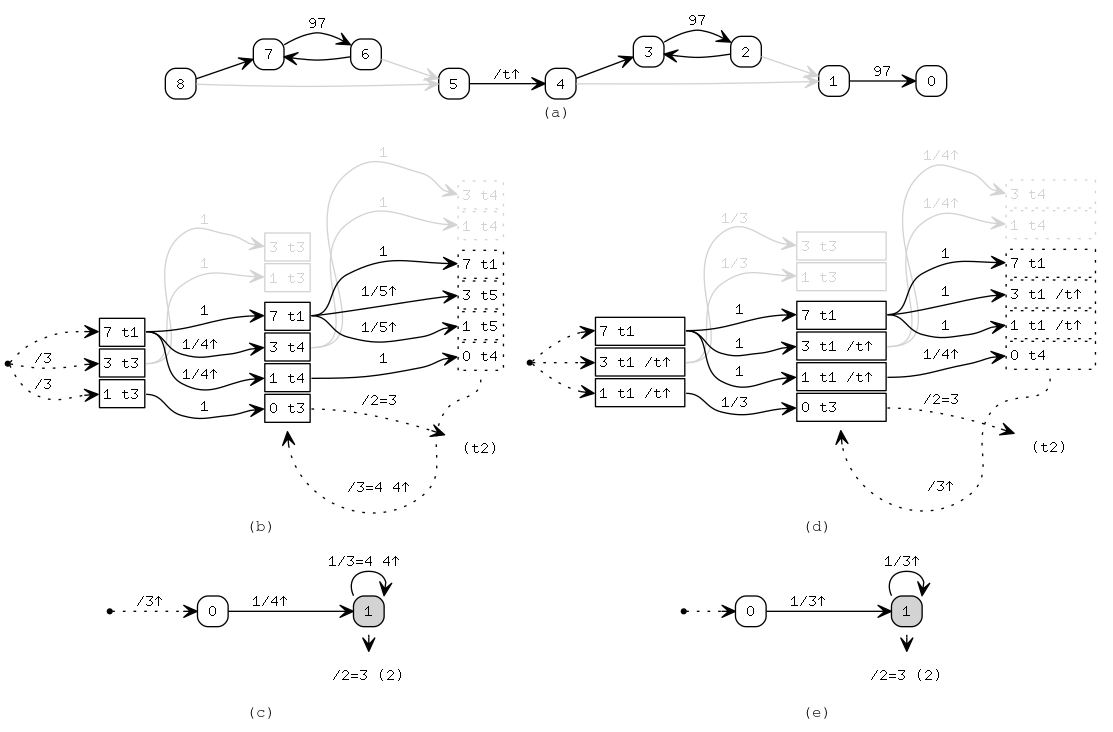 97 97
7 6 3 2
8 5 /t↑ 4 1 97 0
(a)
1 1/4↑
3 t4 3 t4
1 1 1/4↑
1 t4 1 t4
1/3
3 t3 1 3 t3 1
7 t1 7 t1
1 1 t3 1/3 1 t3
1/5↑ 3 t5 1 3 t1 /t↑
7 t1 1 7 t1 1 7 t1 1 7 t1
1/5↑ 1 t5 1 1 t1 /t↑
/3 3 t3 1/4↑ 3 t4 1 0 t4 3 t1 /t↑ 1 3 t1 /t↑ 1/4↑ 0 t4
/3 1 t3 1/4↑ 1 t4 1 t1 /t↑ 1 1 t1 /t↑
1 0 t3 /2=3 1/3 0 t3 /2=3
(t2) (t2)
/3=4 4↑ /3↑
(b) (d)
1/3=4 4↑ 1/3↑
/3↑ 0 1/4↑ 1 0 1/3↑ 1
/2=3 (2) /2=3 (2)
(c) (e)